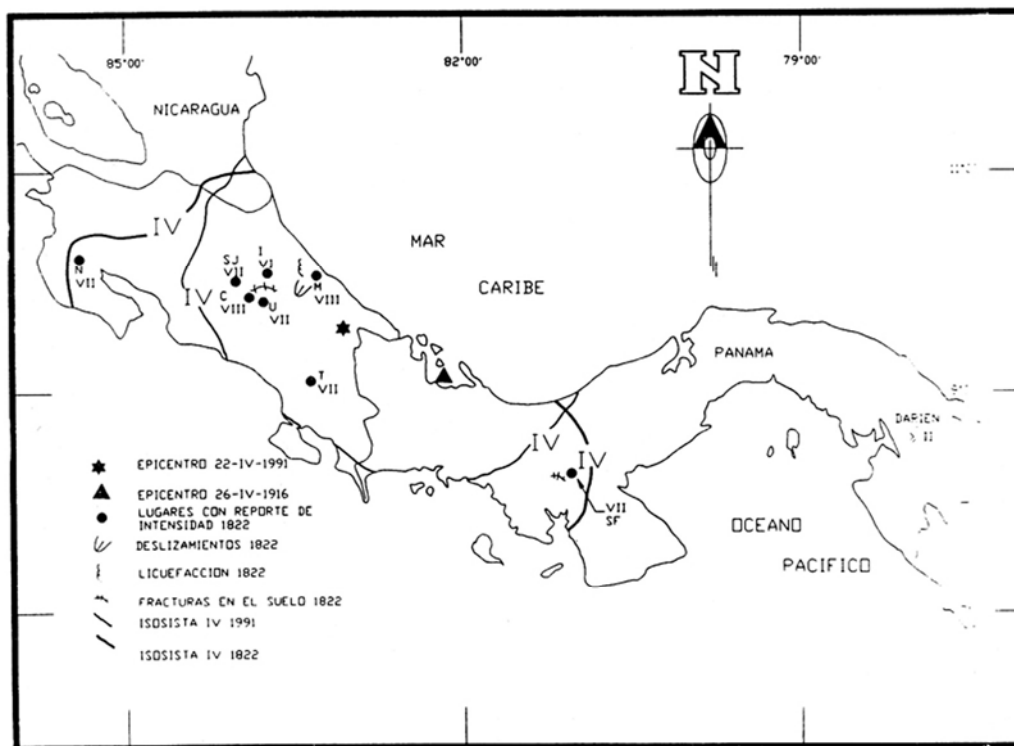 85°00'
82°00'
79°00'
N
NICARAGUA
MAR
CARIBE
IV
IV
SJ
VII
I
VI
M
VIII
N
VII
C
VIII
U
VII
T
VII
PANAMA
DARIEN
IV
IV
VII
SF
OCEANO
PACIFICO
EPICENTRO 22-IV-1991
EPICENTRO 26-IV-1916
LUGARES CON REPORTE DE
INTENSIDAD 1822
DESLIZAMIENTOS 1822
LICUEFACCION 1822
FRACTURAS EN EL SUELO 1822
ISOSISTA IV 1991
ISOSISTA IV 1822